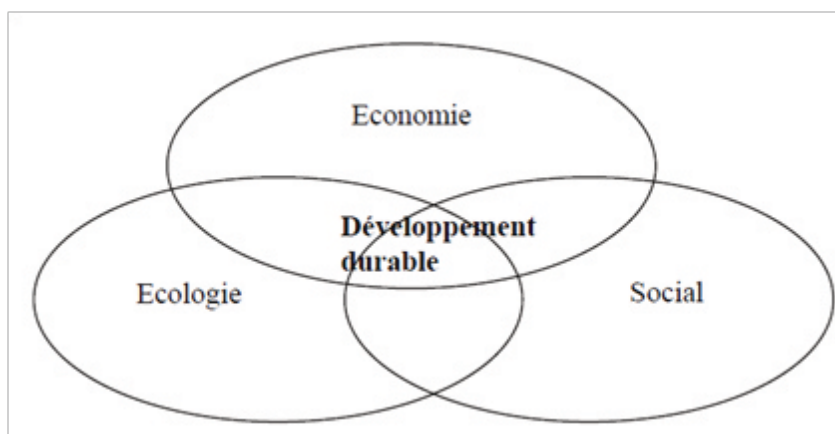 Economie
Développement
durable
Ecologie
Social